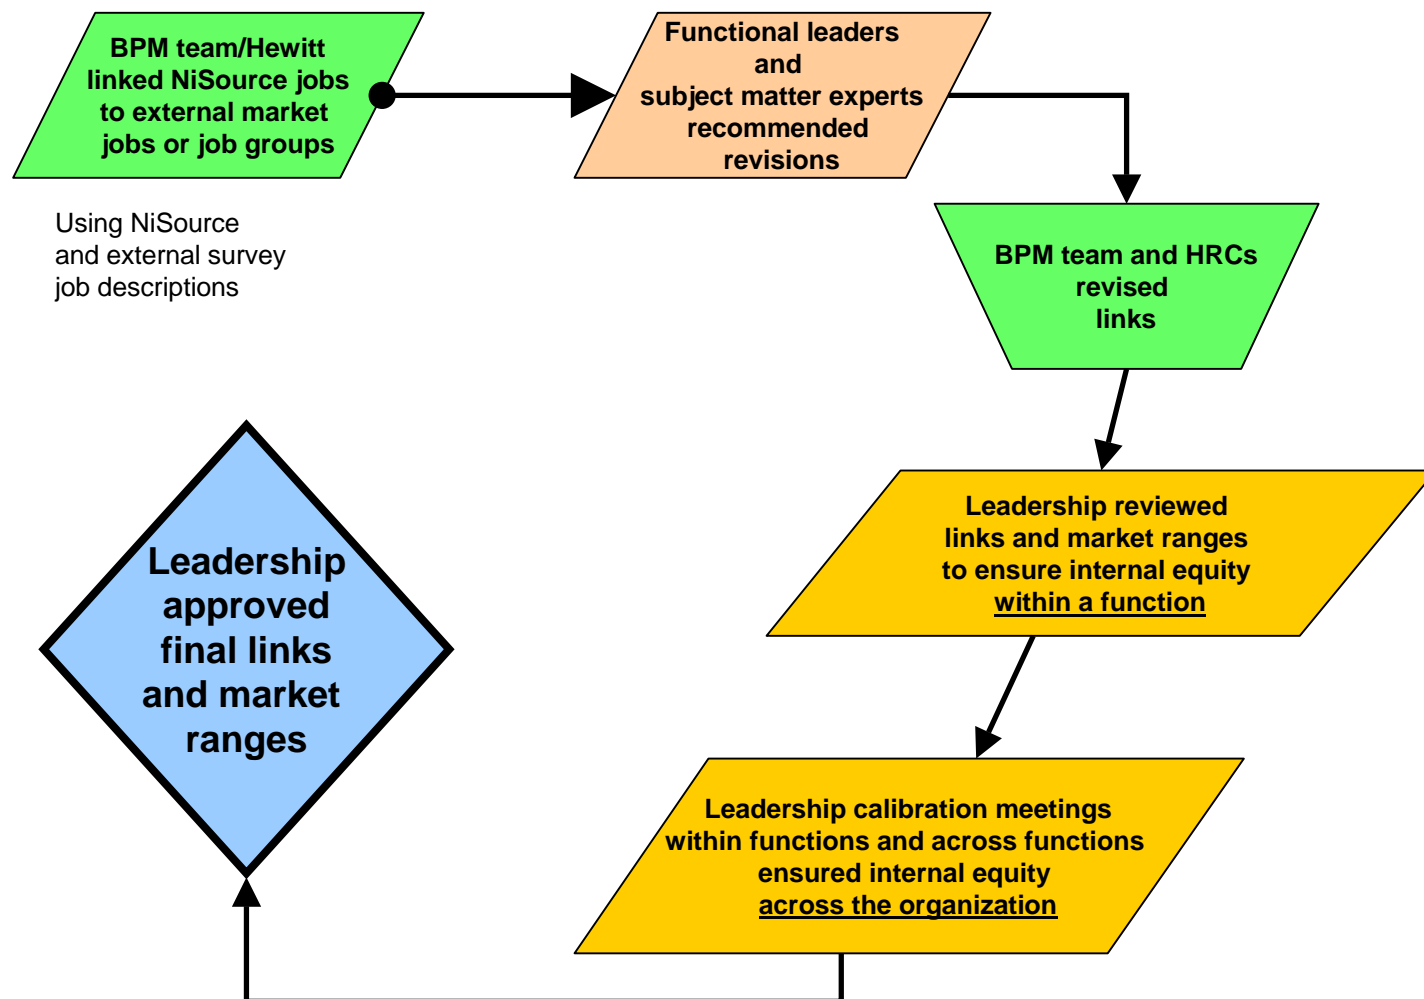 BPM team/Hewitt
linked NiSource jobs
to external market
jobs or job groups
Using NiSource
and external survey
job descriptions
Functional leaders
and
subject matter experts
recommended
revisions
BPM team and HRCs
revised
links
Leadership reviewed
links and market ranges
to ensure internal equity
within a function
Leadership calibration meetings
within functions and across functions
ensured internal equity
across the organization
Leadership
approved
final links
and market
ranges